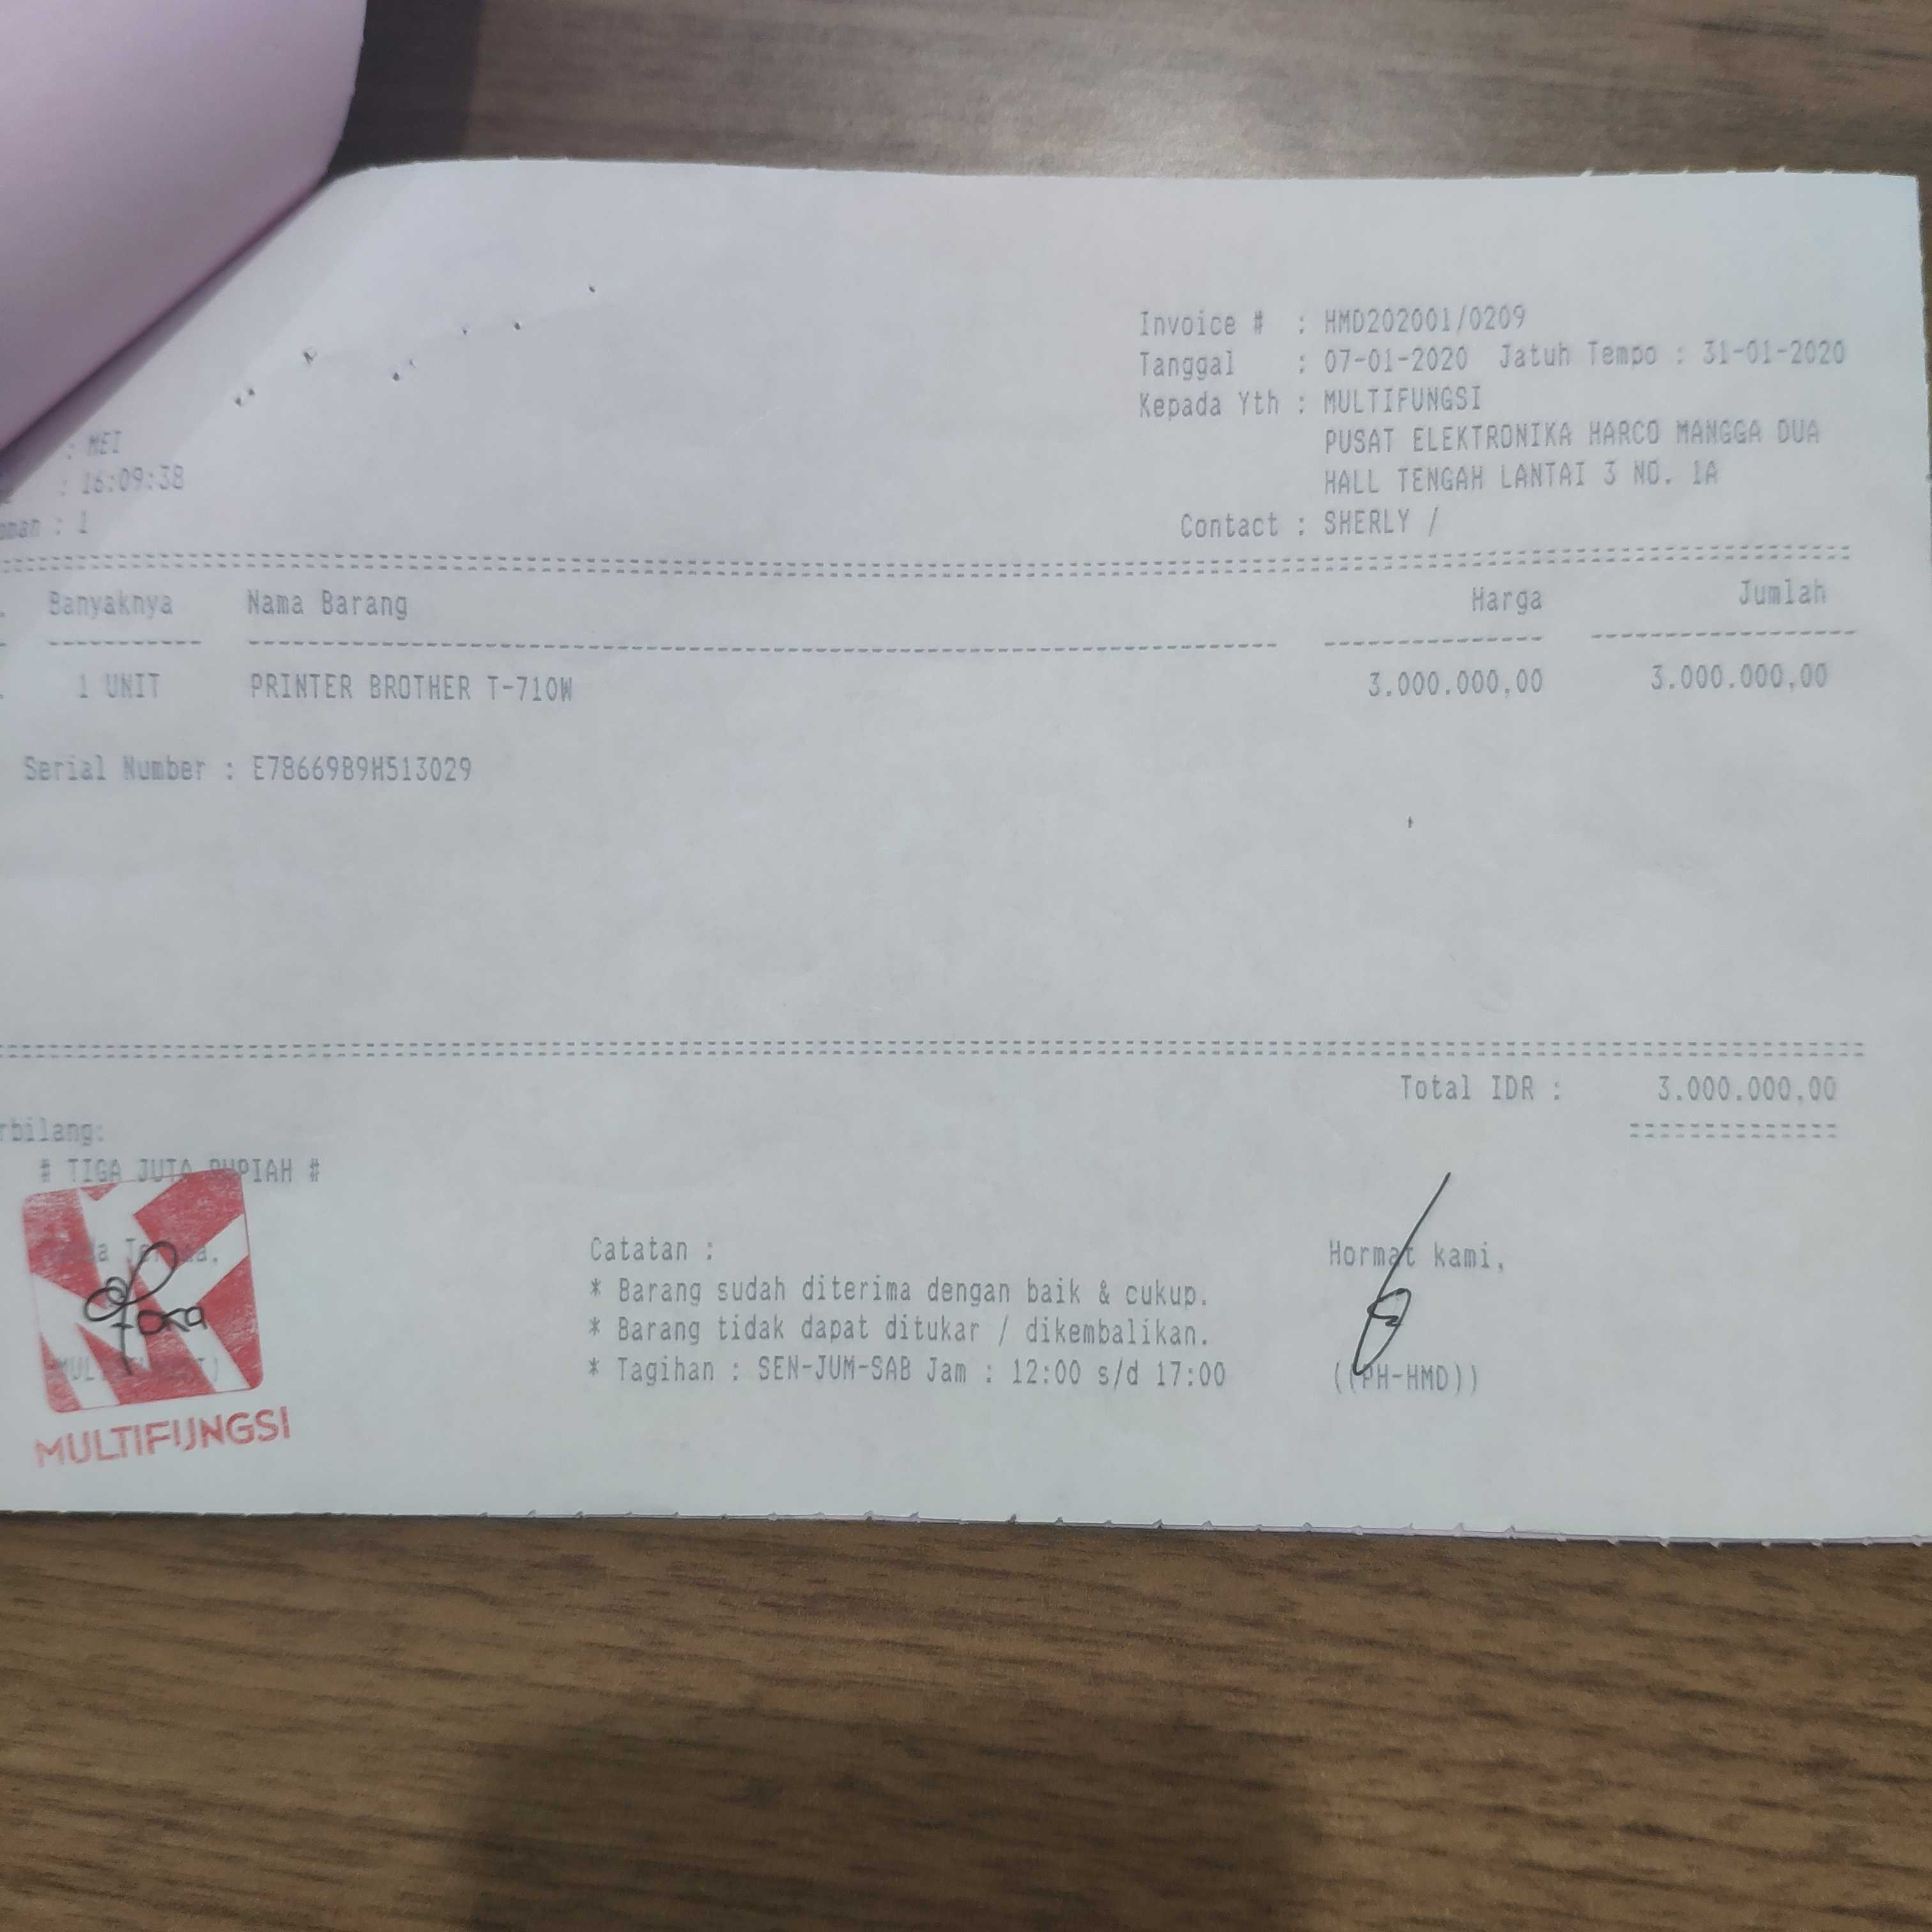 Invoice # : HMD202001/0209
Tanggal : 07-01-2020 Jatuh Tempo : 31-01-2020
Kepada Yth : MULTIFUNGSI
PUSAT ELEKTRONIKA HARCO MANGGA DUA
HALL TENGAH LANTAI 3 NO. 1A
Contact : SHERLY /
: MEI
: 16:09:38
: 1
Banyaknya Nama Barang Harga Jumlah
1 UNIT PRINTER BROTHER T-710W 3.000.000,00 3.000.000,00
Serial Number : E78669B9H513029
Total IDR : 3.000.000,00
rbilang:
# TIGA JUTA RUPIAH #
Catatan :
* Barang sudah diterima dengan baik & cukup.
* Barang tidak dapat ditukar / dikembalikan.
* Tagihan : SEN-JUM-SAB Jam : 12:00 s/d 17:00
Hormat kami,
((PH-HMD))
MULTIFUNGSI